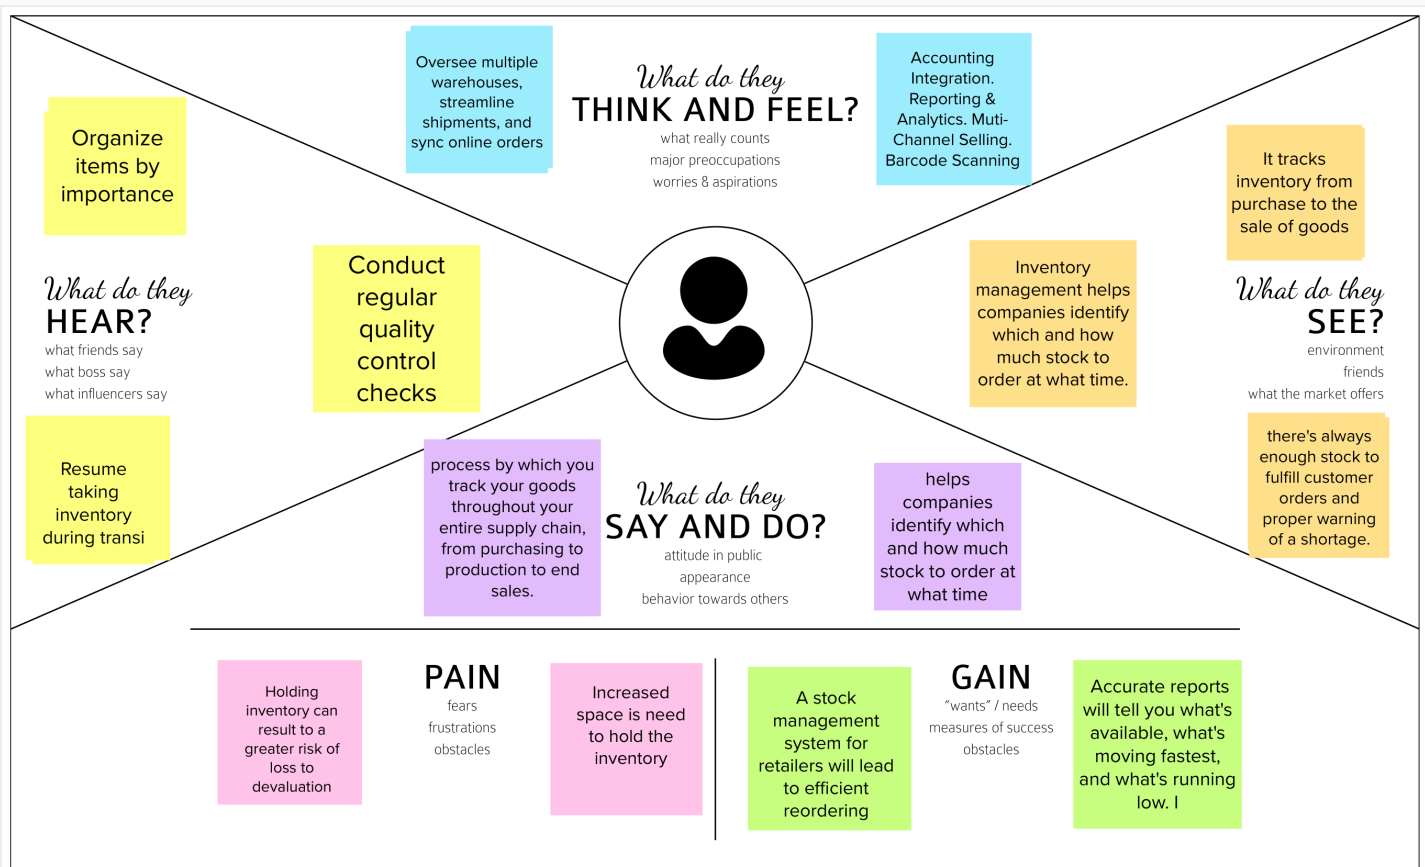 Oversee multiple
warehouses,
streamline
shipments, and
sync online orders
What do they
THINK AND FEEL?
what really counts
major preoccupations
worries & aspirations
Accounting
Integration.
Reporting &
Analytics. Muti-
Channel Selling.
Barcode Scanning
Organize
items by
importance
What do they
HEAR?
what friends say
what boss say
what influencers say
Conduct
regular
quality
control
checks
Resume
taking
inventory
during transi
It tracks
inventory from
purchase to the
sale of goods
Inventory
management helps
companies identify
which and how
much stock to
order at what time.
What do they
SEE?
environment
friends
what the market offers
there's always
enough stock to
fulfill customer
orders and
proper warning
of a shortage.
process by which you
track your goods
throughout your
entire supply chain,
from purchasing to
production to end
sales.
What do they
SAY AND DO?
attitude in public
appearance
behavior towards others
helps
companies
identify which
and how much
stock to order at
what time
Holding
inventory can
result to a
greater risk of
loss to
devaluation
PAIN
fears
frustrations
obstacles
Increased
space is need
to hold the
inventory
A stock
management
system for
retailers will lead
to efficient
reordering
GAIN
"wants" / needs
measures of success
obstacles
Accurate reports
will tell you what's
available, what's
moving fastest,
and what's running
low. I